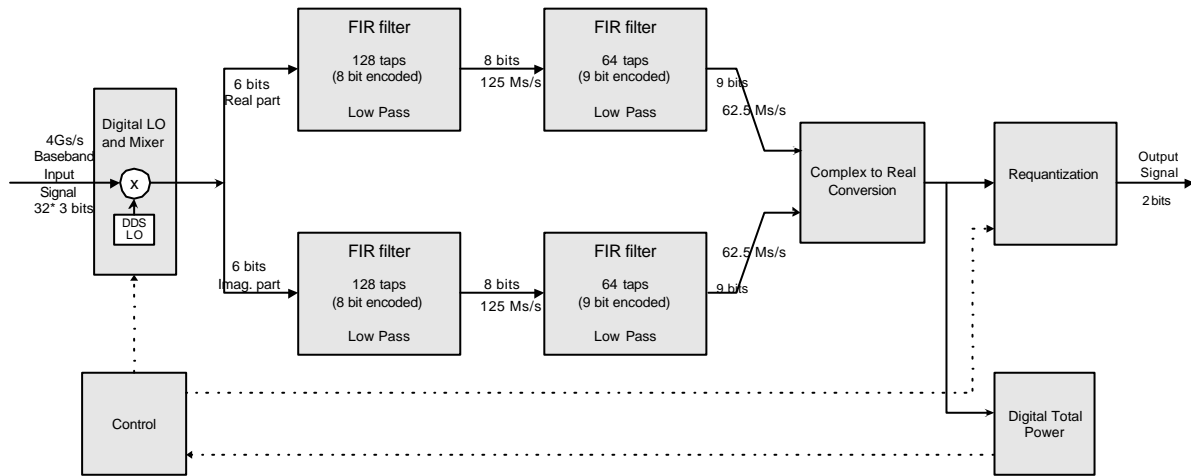 4Gs/s
Baseband
Input
Signal
32* 3 bits
Digital LO
and Mixer
X
DDS
LO
6 bits
Real part
FIR filter
128 taps
(8 bit encoded)
Low Pass
8 bits
125 Ms/s
FIR filter
64 taps
(9 bit encoded)
Low Pass
9 bits
62.5 Ms/s
6 bits
Imag. part
FIR filter
128 taps
(8 bit encoded)
Low Pass
8 bits
125 Ms/s
FIR filter
64 taps
(9 bit encoded)
Low Pass
62.5 Ms/s
9 bits
Complex to Real
Conversion
Requantization
Output
Signal
2 bits
Control
Digital Total
Power